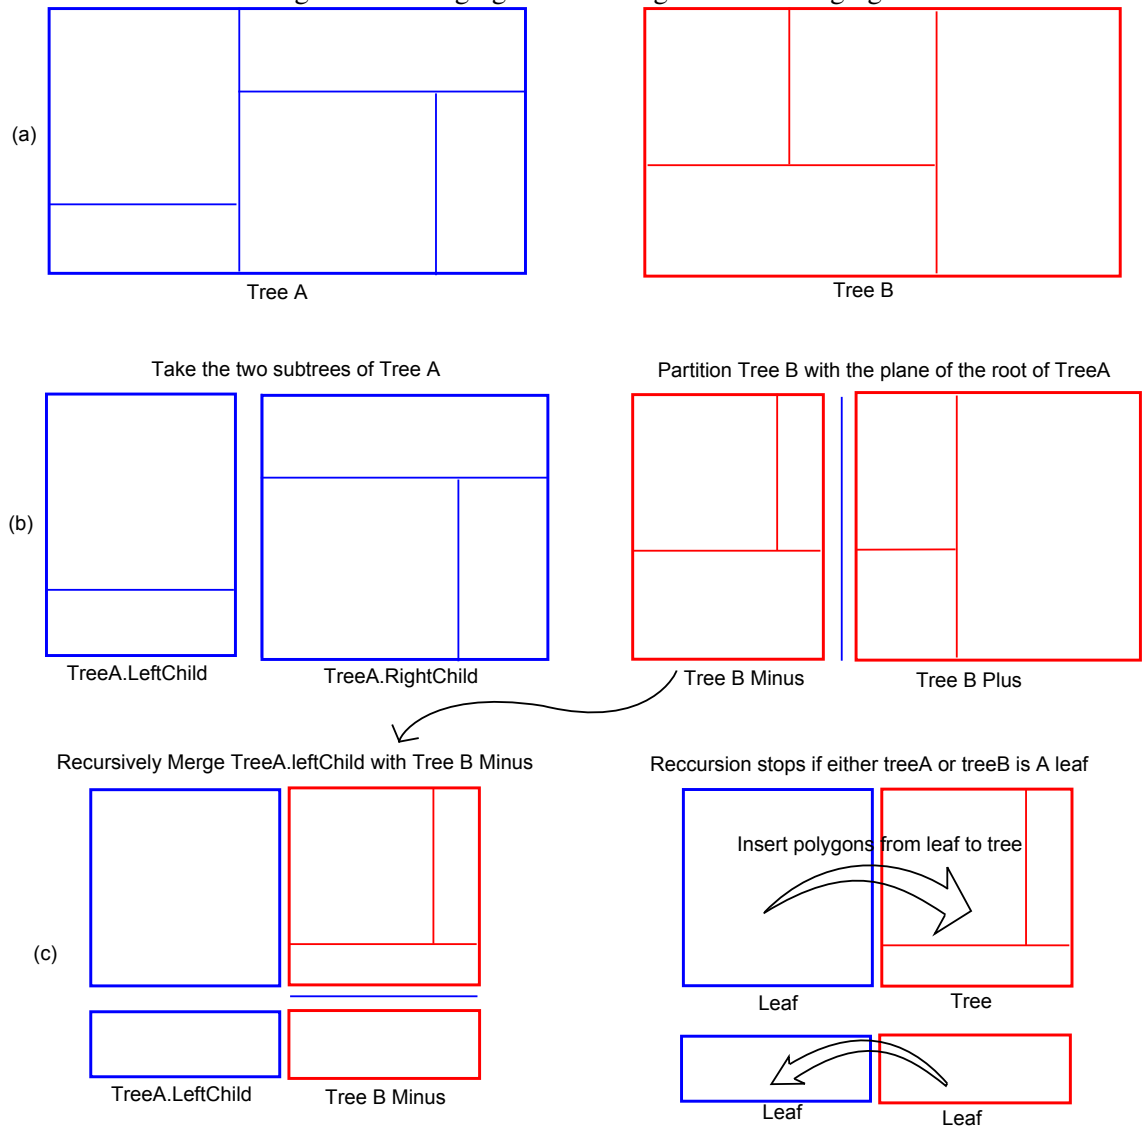 (a)
Tree A
Tree B
Take the two subtrees of Tree A
Partition Tree B with the plane of the root of TreeA
(b)
TreeA.LeftChild
TreeA.RightChild
Tree B Minus
Tree B Plus
Recursively Merge TreeA.leftChild with Tree B Minus
Reccursion stops if either treeA or treeB is A leaf
Insert polygons from leaf to tree
(c)
Leaf
Tree
TreeA.LeftChild
Tree B Minus
Leaf
Leaf